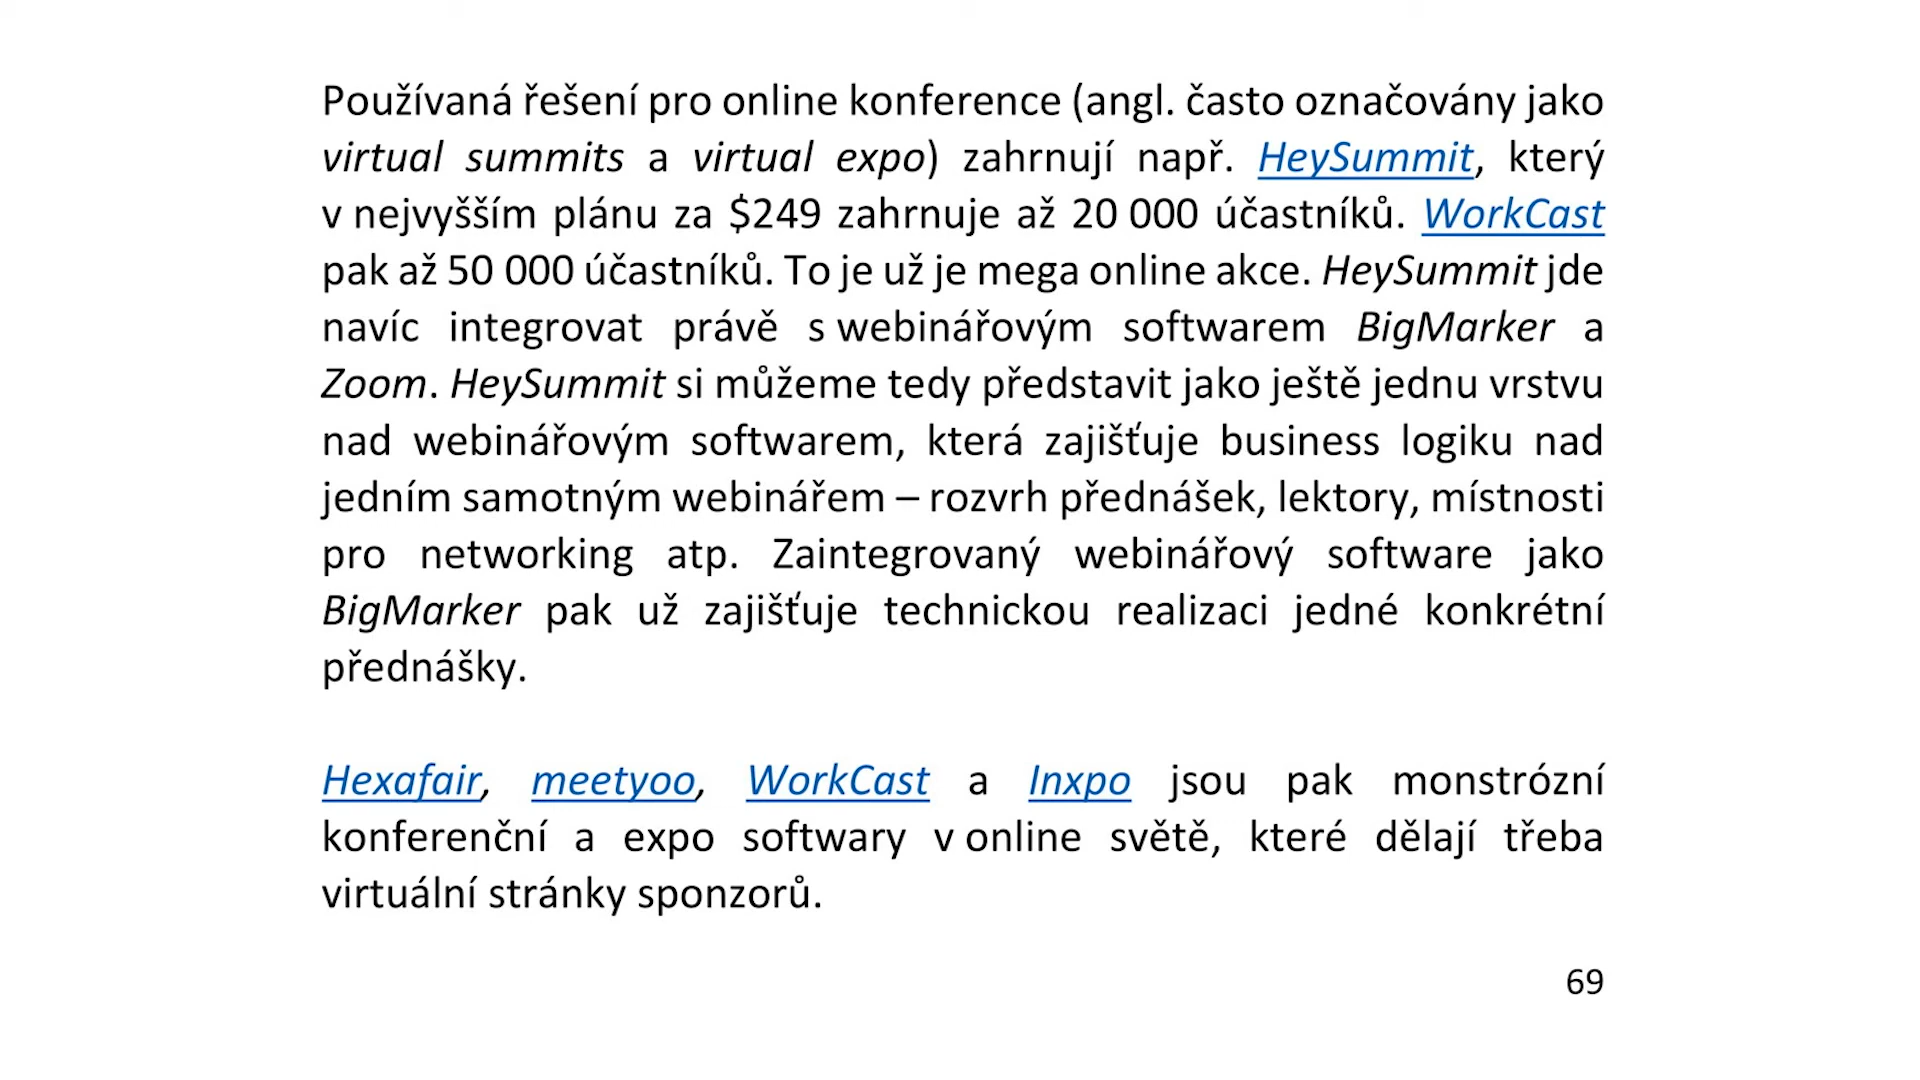 Používaná řešení pro online konference (angl. často označovány jako
virtual summits a virtual expo) zahrnují např. HeySummit, který
v nejvyšším plánu za $249 zahrnuje až 20 000 účastníků. WorkCast
pak až 50 000 účastníků. To je už je mega online akce. HeySummit jde
navíc integrovat právě s webinářovým softwarem BigMarker a
Zoom. HeySummit si můžeme tedy představit jako ještě jednu vrstvu
nad webinářovým softwarem, která zajišťuje business logiku nad
jedním samotným webinářem – rozvrh přednášek, lektory, místnosti
pro networking atp. Zaintegrovaný webinářový software jako
BigMarker pak už zajišťuje technickou realizaci jedné konkrétní
přednášky.
Hexafair, meetyoo, WorkCast a Inxpo jsou pak monstrózní
konferenční a expo softwary v online světě, které dělají třeba
virtuální stránky sponzorů.
69